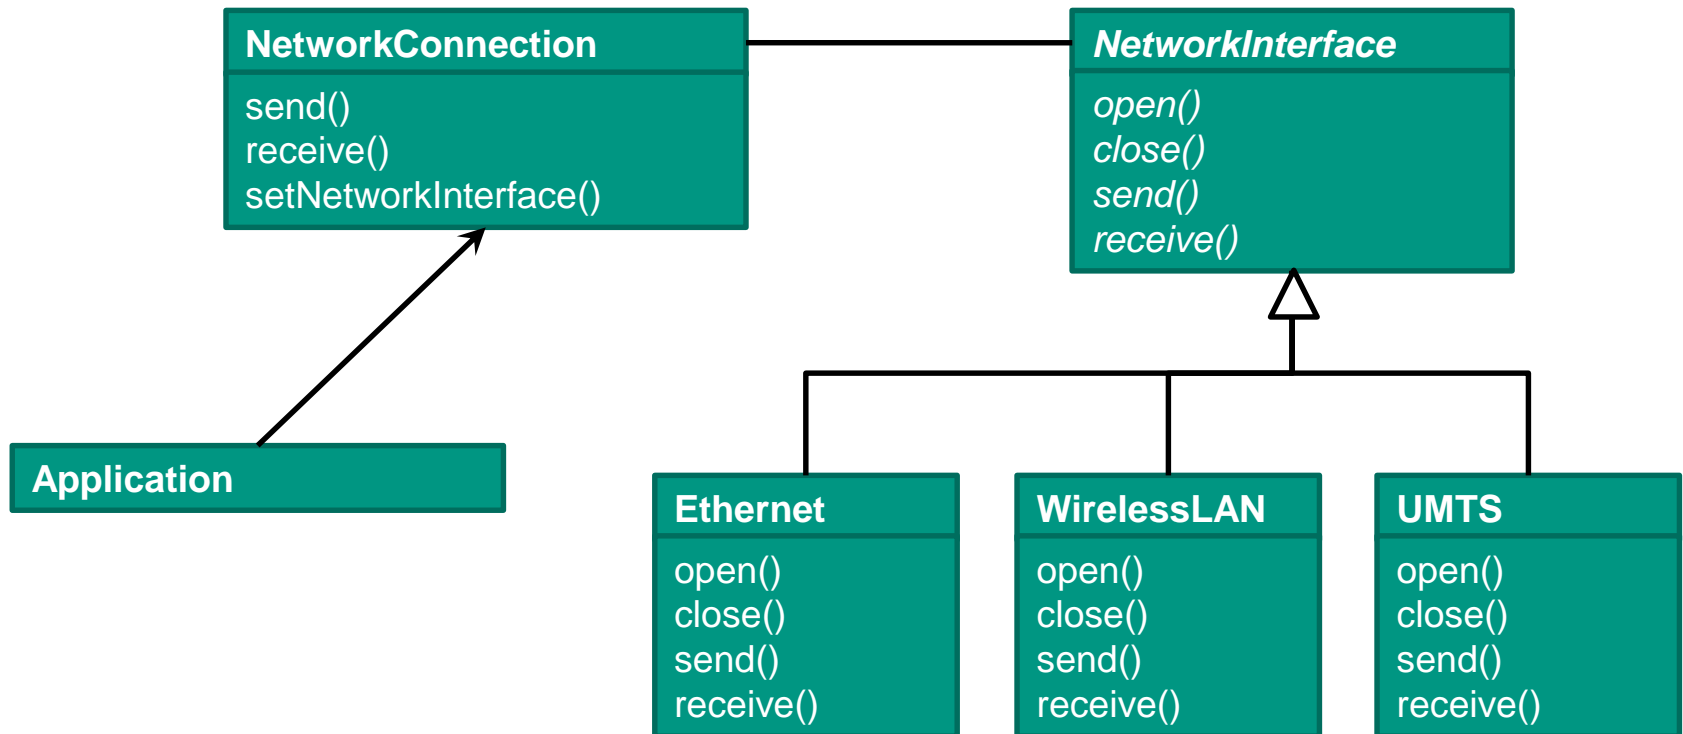 NetworkConnection
send()
receive()
setNetworkInterface()
NetworkInterface
open()
close()
send()
receive()
Application
Ethernet
open()
close()
send()
receive()
WirelessLAN
open()
close()
send()
receive()
UMTS
open()
close()
send()
receive()